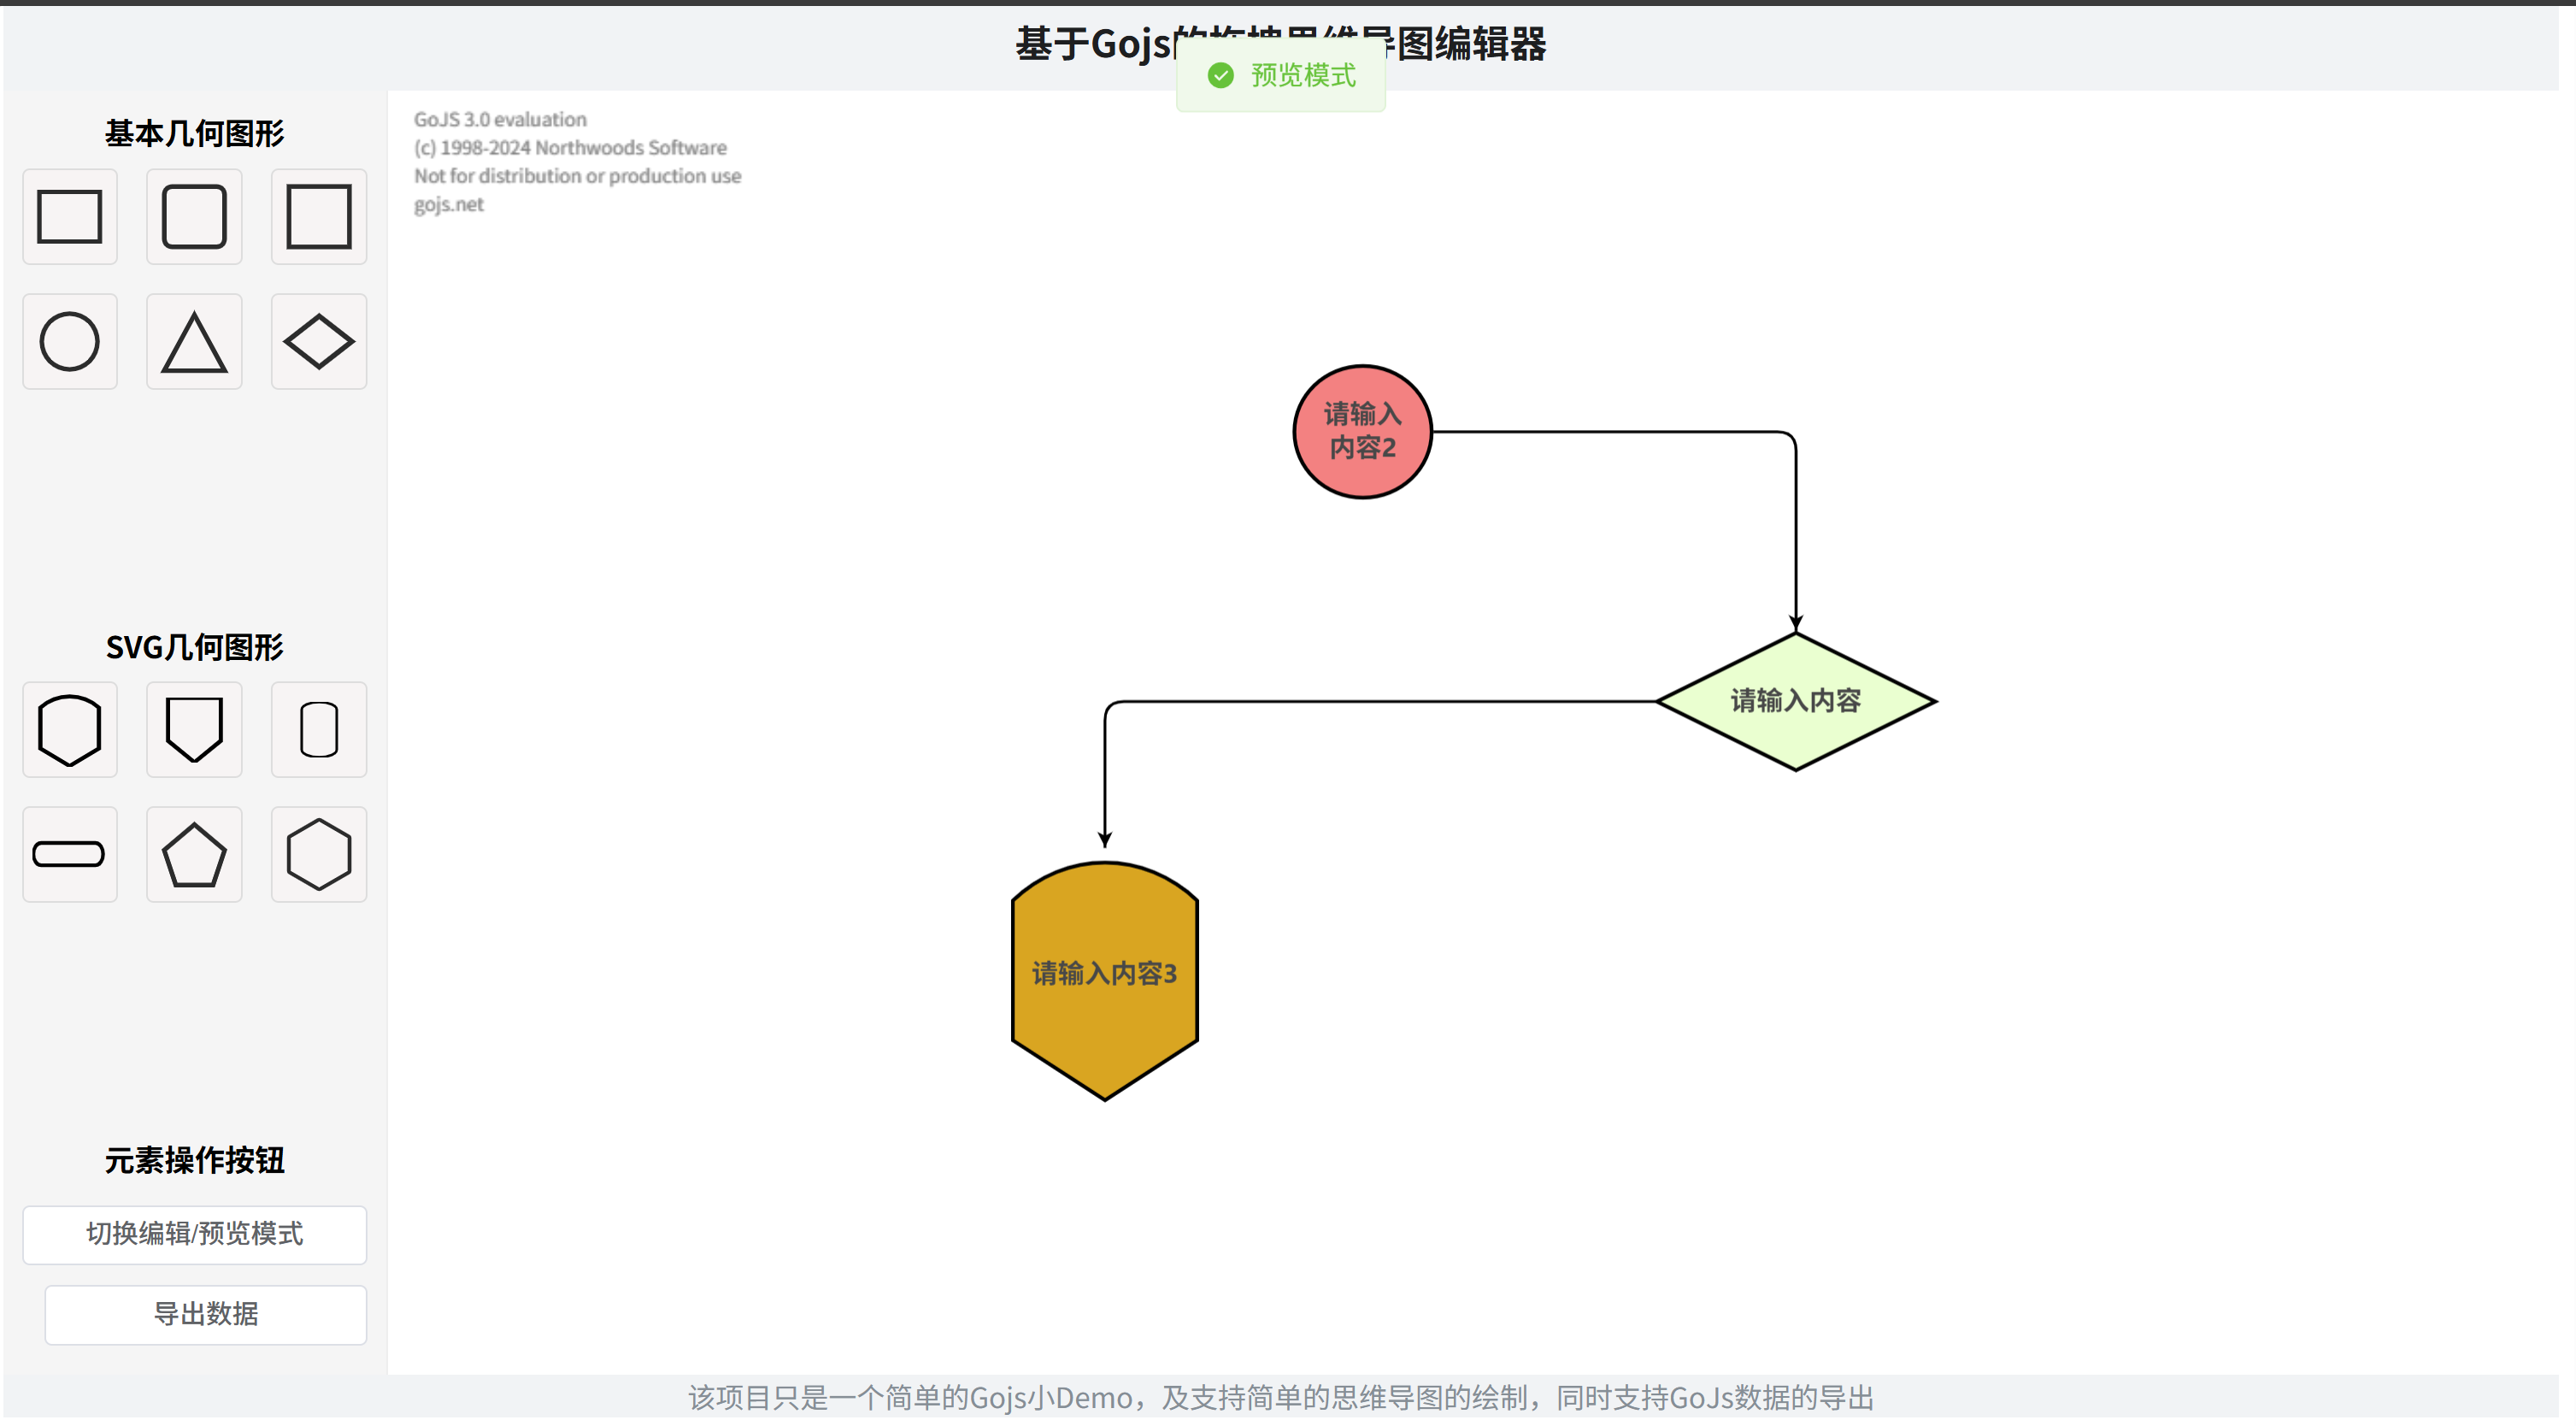 基于Gojs的拖拽思维导图编辑器
预览模式
GoJS 3.0 evaluation
(c) 1998-2024 Northwoods Software
Not for distribution or production use
gojs.net
基本几何图形
SVG几何图形
元素操作按钮
切换编辑/预览模式
导出数据
请输入
内容2
请输入内容
请输入内容3
该项目只是一个简单的Gojs小Demo，及支持简单的思维导图的绘制，同时支持GoJs数据的导出